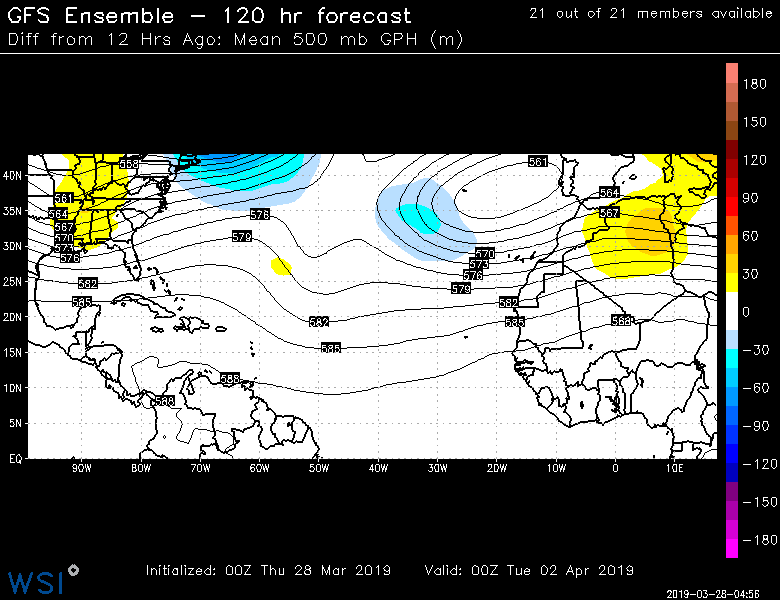 GFS Ensemble – 120 hr forecast
21 out of 21 members available
Diff from 12 Hrs Ago: Mean 500 mb GPH (m)
180
150
120
90
60
30
0
−30
−60
−90
−120
−150
−180
40N
35N
30N
25N
20N
15N
10N
5N
EQ
558
561
564
567
570
573
576
582
585
576
579
582
585
588
588
561
564
567
570
573
576
579
582
585
588
90W
80W
70W
60W
50W
40W
30W
20W
10W
0
10E
Initialized: 00Z Thu 28 Mar 2019
Valid: 00Z Tue 02 Apr 2019
WSI
2019-03-28-04:56